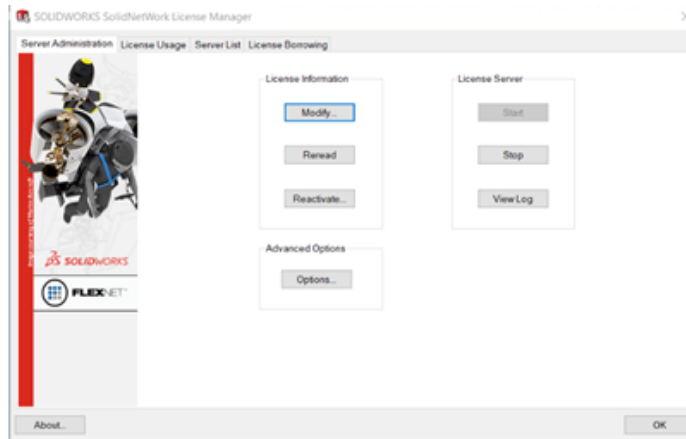 SOLIDWORKS SolidNetWork License Manager
Server Administration License Usage Server List License Borrowing
License Information
License Server
Modify...
Start
Reread
Stop
Reactivate...
View Log
Advanced Options
Options...
SOLIDWORKS
FLEXNET
About...
OK